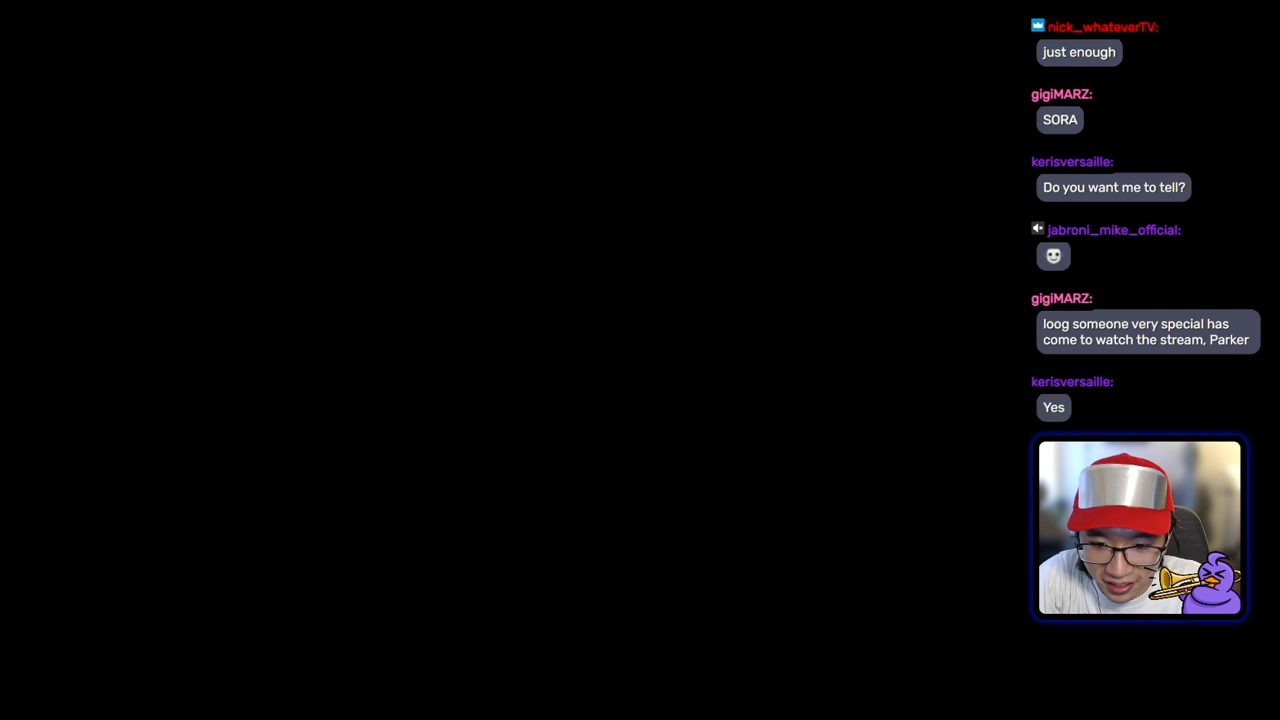 nick_whateverTV:
just enough
gigiMARZ:
SORA
kerisversaille:
Do you want me to tell?
jabroni_mike_official:
gigiMARZ:
loog someone very special has
come to watch the stream, Parker
kerisversaille:
Yes